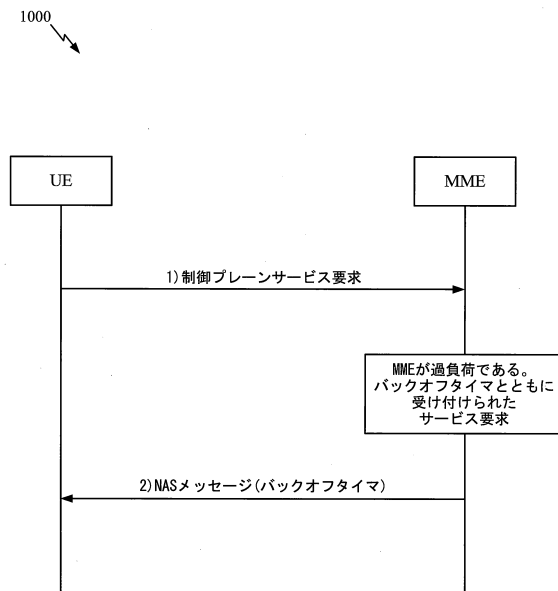 1000
UE
MME
1)制御プレーンサービス要求
MMEが過負荷である。
バックオフタイマとともに
受け付けられた
サービス要求
2)NASメッセージ(バックオフタイマ)